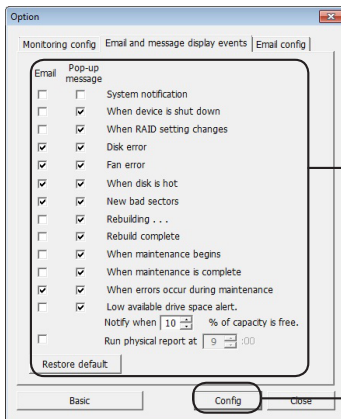 Option
Monitoring config Email and message display events Email config
Email Pop-up
message
System notification
When device is shut down
When RAID setting changes
Disk error
Fan error
When disk is hot
New bad sectors
Rebuilding . . .
Rebuild complete
When maintenance begins
When maintenance is complete
When errors occur during maintenance
Low available drive space alert.
Notify when 10 % of capacity is free.
Run physical report at 9 :00
Restore default
Basic Config Close